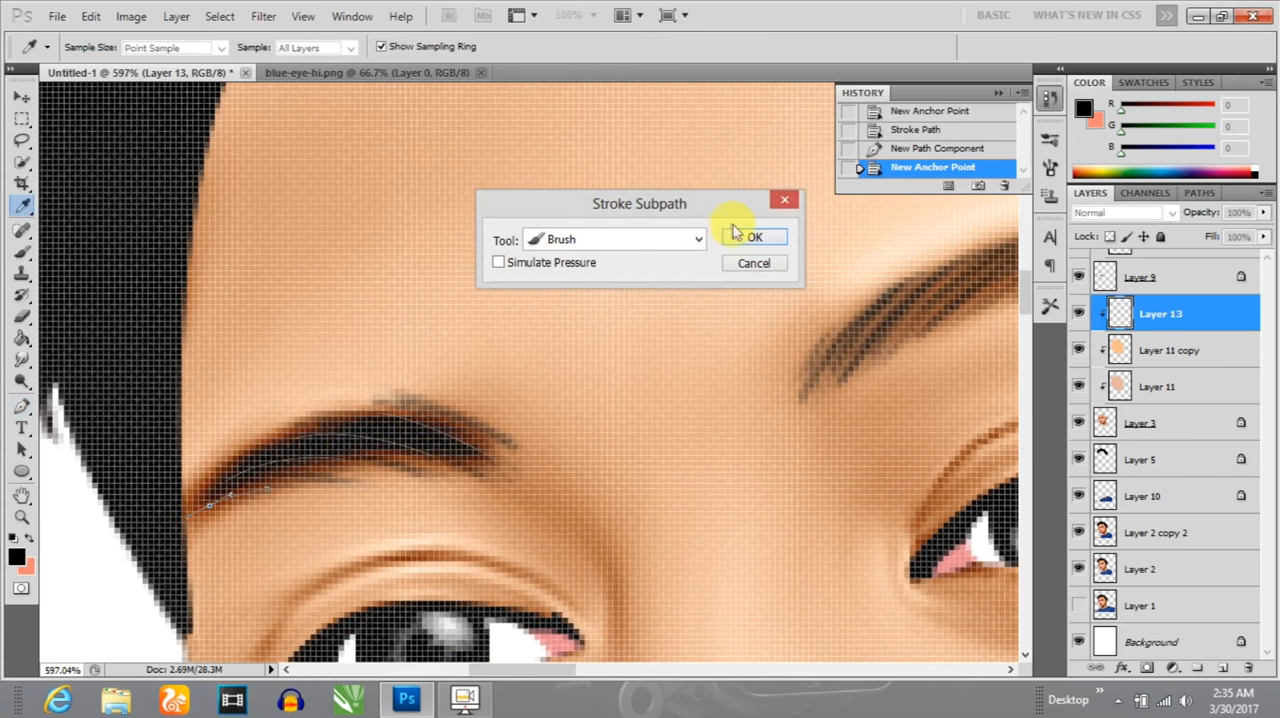 Ps File Edit Image Layer Select Filter View Window Help Br Mb 100% BASIC WHAT'S NEW IN CS5
Sample Size: Point Sample Sample: All Layers Show Sampling Ring
Untitled-1 @ 597% (Layer 13, RGB/8) * blue-eye-hi.png @ 66.7% (Layer 0, RGB/8)
HISTORY
New Anchor Point
Stroke Path
New Path Component
New Anchor Point
COLOR SWATCHES STYLES
R 0
G 0
B 0
Stroke Subpath
Tool: Brush OK
Simulate Pressure Cancel
LAYERS CHANNELS PATHS
Normal Opacity: 100%
Lock: Fill: 100%
Layer 9
Layer 13
Layer 11 copy
Layer 11
Layer 3
Layer 5
Layer 10
Layer 2 copy 2
Layer 2
Layer 1
Background
597.04% Doc: 2.69M/28.3M
Ps Desktop 2:35 AM
3/30/2017